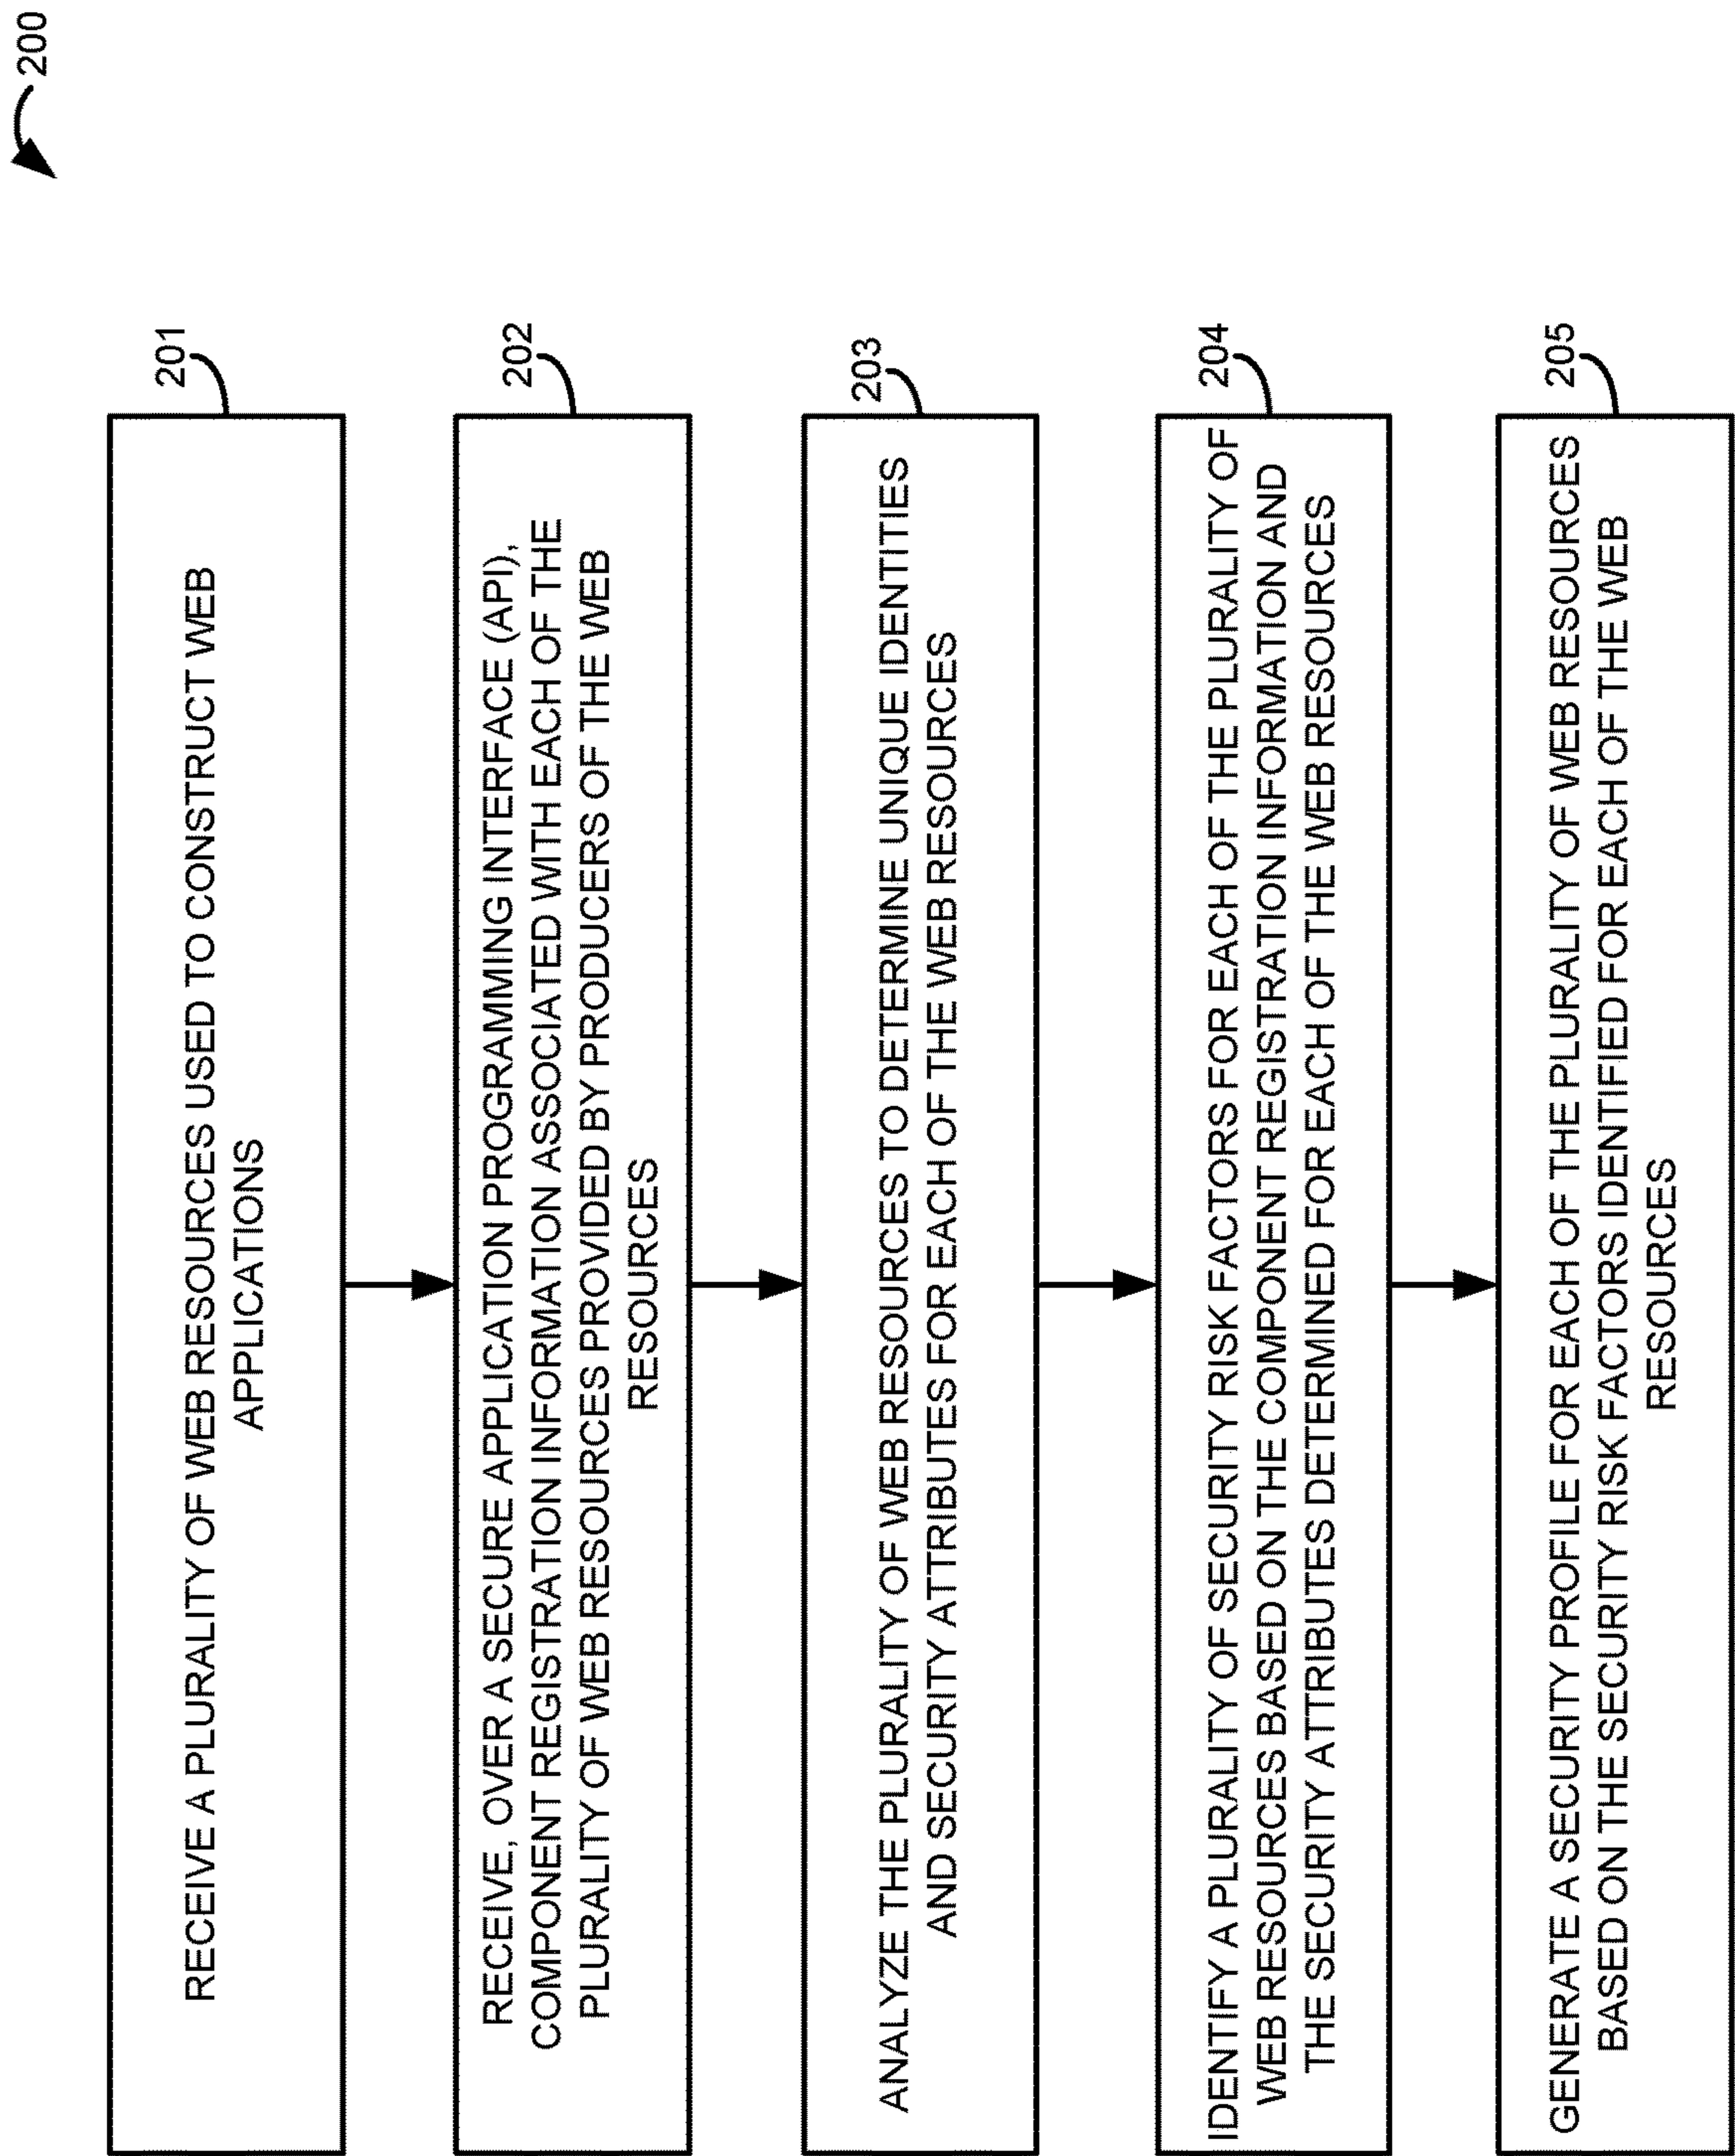 200
201
RECEIVE A PLURALITY OF WEB RESOURCES USED TO CONSTRUCT WEB
APPLICATIONS
202
RECEIVE, OVER A SECURE APPLICATION PROGRAMMING INTERFACE (API),
COMPONENT REGISTRATION INFORMATION ASSOCIATED WITH EACH OF THE
PLURALITY OF WEB RESOURCES PROVIDED BY PRODUCERS OF THE WEB
RESOURCES
203
ANALYZE THE PLURALITY OF WEB RESOURCES TO DETERMINE UNIQUE IDENTITIES
AND SECURITY ATTRIBUTES FOR EACH OF THE WEB RESOURCES
204
IDENTIFY A PLURALITY OF SECURITY RISK FACTORS FOR EACH OF THE PLURALITY OF
WEB RESOURCES BASED ON THE COMPONENT REGISTRATION INFORMATION AND
THE SECURITY ATTRIBUTES DETERMINED FOR EACH OF THE WEB RESOURCES
205
GENERATE A SECURITY PROFILE FOR EACH OF THE PLURALITY OF WEB RESOURCES
BASED ON THE SECURITY RISK FACTORS IDENTIFIED FOR EACH OF THE WEB
RESOURCES